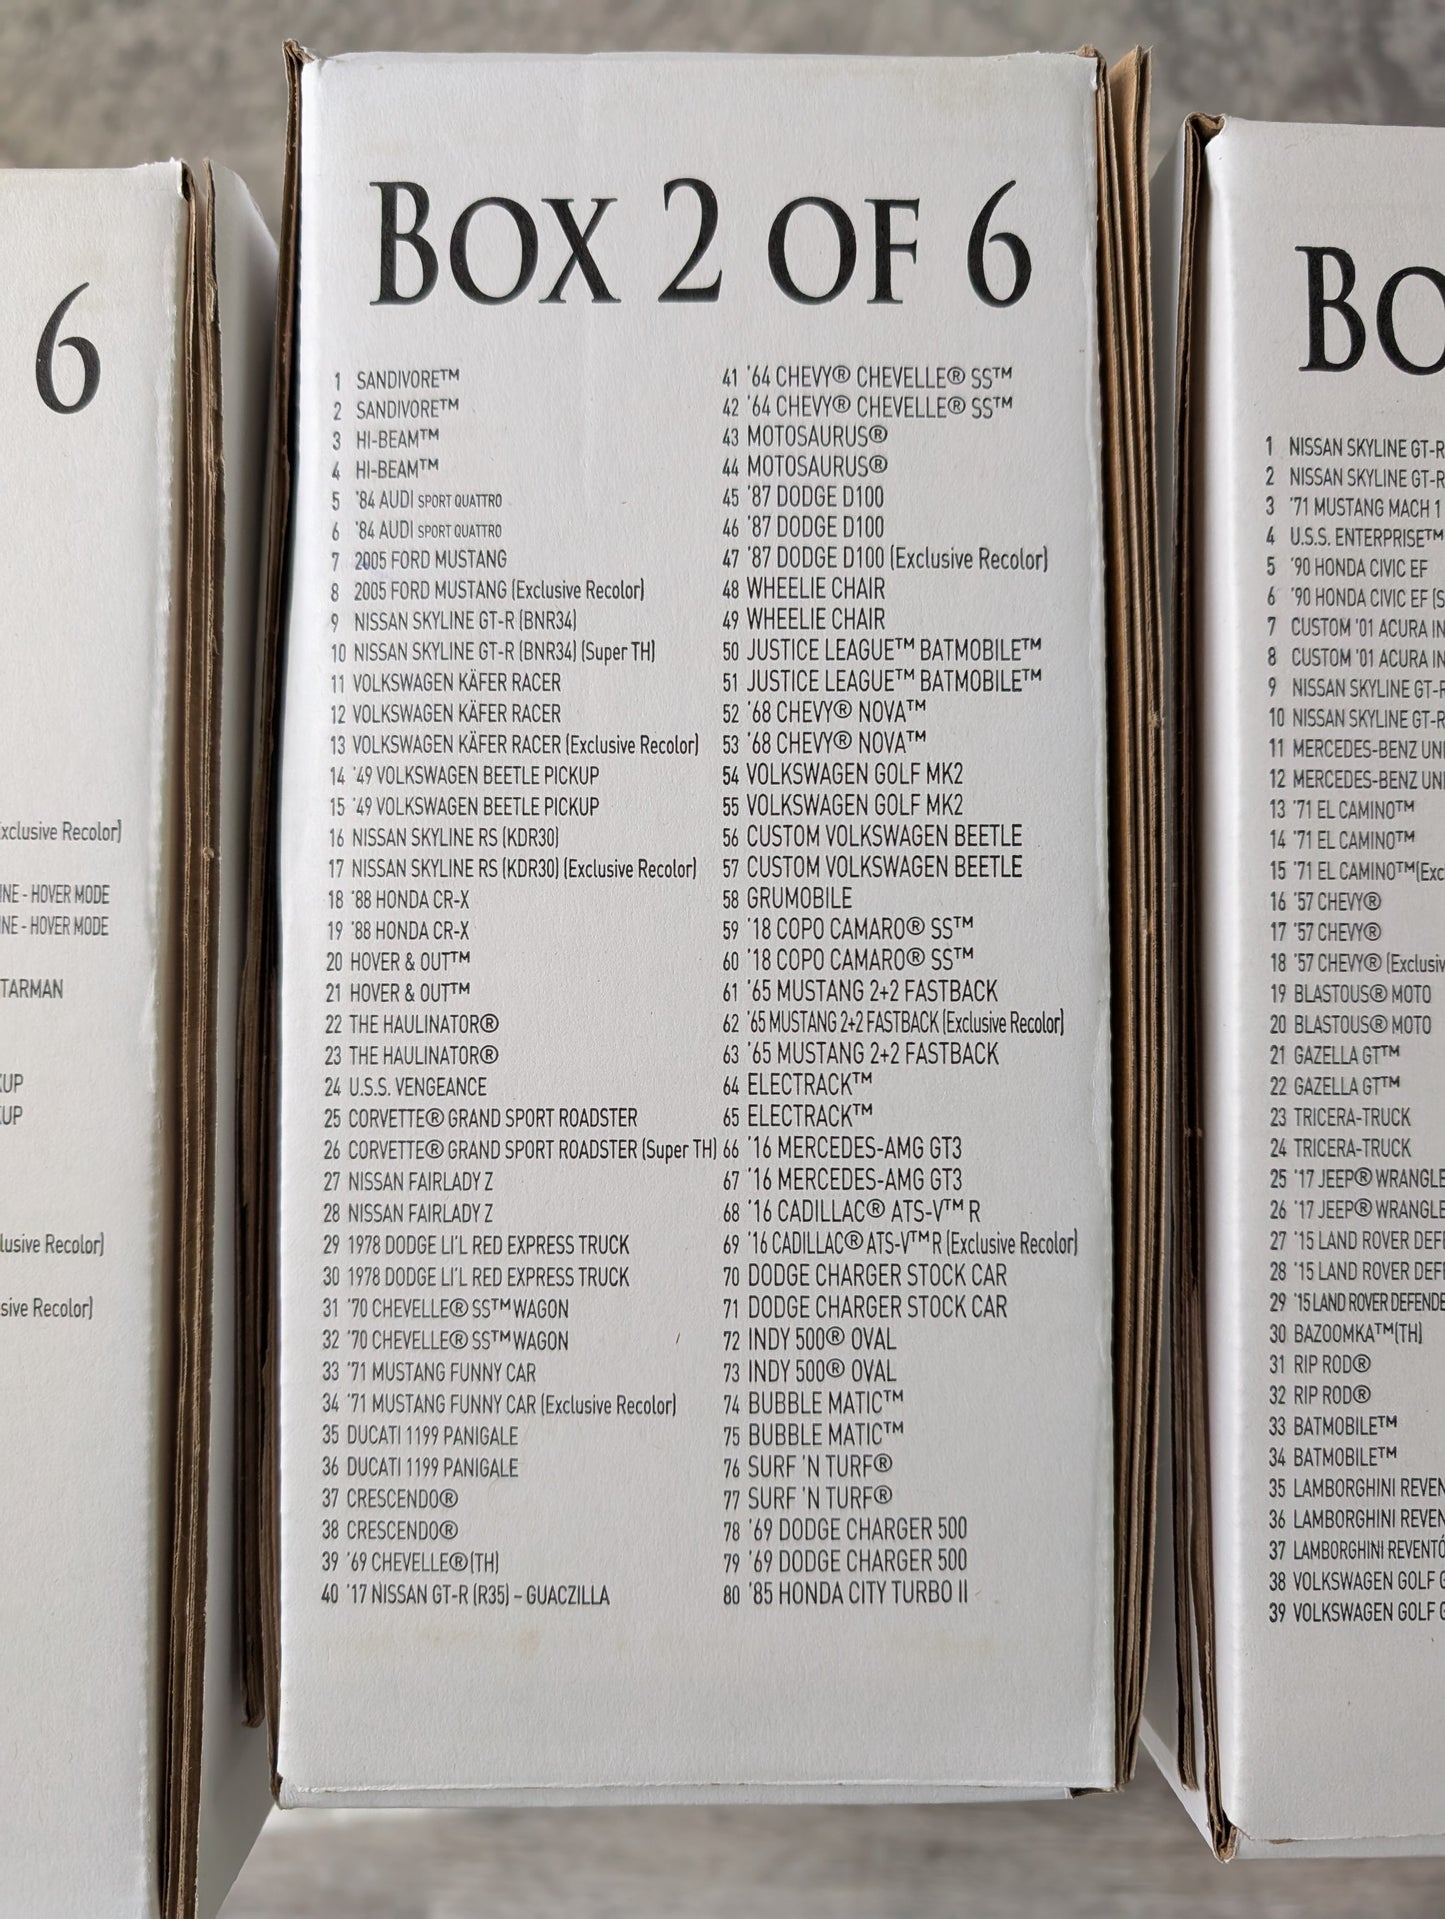 6
Exclusive Recolor)
INE - HOVER MODE
INE - HOVER MODE
TARMAN
KUP
KUP
lusive Recolor)
sive Recolor)
BOX 2 OF 6
1 SANDIVORE™
2 SANDIVORE™
3 HI-BEAM™
4 HI-BEAM™
5 '84 AUDI SPORT QUATTRO
6 '84 AUDI SPORT QUATTRO
7 2005 FORD MUSTANG
8 2005 FORD MUSTANG (Exclusive Recolor)
9 NISSAN SKYLINE GT-R (BNR34)
10 NISSAN SKYLINE GT-R (BNR34) (Super TH)
11 VOLKSWAGEN KÄFER RACER
12 VOLKSWAGEN KÄFER RACER
13 VOLKSWAGEN KÄFER RACER (Exclusive Recolor)
14 '49 VOLKSWAGEN BEETLE PICKUP
15 '49 VOLKSWAGEN BEETLE PICKUP
16 NISSAN SKYLINE RS (KDR30)
17 NISSAN SKYLINE RS (KDR30) (Exclusive Recolor)
18 '88 HONDA CR-X
19 '88 HONDA CR-X
20 HOVER & OUT™
21 HOVER & OUT™
22 THE HAULINATOR®
23 THE HAULINATOR®
24 U.S.S. VENGEANCE
25 CORVETTE® GRAND SPORT ROADSTER
26 CORVETTE® GRAND SPORT ROADSTER (Super TH)
27 NISSAN FAIRLADY Z
28 NISSAN FAIRLADY Z
29 1978 DODGE LI'L RED EXPRESS TRUCK
30 1978 DODGE LI'L RED EXPRESS TRUCK
31 '70 CHEVELLE® SS™ WAGON
32 '70 CHEVELLE® SS™ WAGON
33 '71 MUSTANG FUNNY CAR
34 '71 MUSTANG FUNNY CAR (Exclusive Recolor)
35 DUCATI 1199 PANIGALE
36 DUCATI 1199 PANIGALE
37 CRESCENDO®
38 CRESCENDO®
39 '69 CHEVELLE® (TH)
40 '17 NISSAN GT-R (R35) – GUACZILLA
41 '64 CHEVY® CHEVELLE® SS™
42 '64 CHEVY® CHEVELLE® SS™
43 MOTOSAURUS®
44 MOTOSAURUS®
45 '87 DODGE D100
46 '87 DODGE D100
47 '87 DODGE D100 (Exclusive Recolor)
48 WHEELIE CHAIR
49 WHEELIE CHAIR
50 JUSTICE LEAGUE™ BATMOBILE™
51 JUSTICE LEAGUE™ BATMOBILE™
52 '68 CHEVY® NOVA™
53 '68 CHEVY® NOVA™
54 VOLKSWAGEN GOLF MK2
55 VOLKSWAGEN GOLF MK2
56 CUSTOM VOLKSWAGEN BEETLE
57 CUSTOM VOLKSWAGEN BEETLE
58 GRUMOBILE
59 '18 COPO CAMARO® SS™
60 '18 COPO CAMARO® SS™
61 '65 MUSTANG 2+2 FASTBACK
62 '65 MUSTANG 2+2 FASTBACK (Exclusive Recolor)
63 '65 MUSTANG 2+2 FASTBACK
64 ELECTRACK™
65 ELECTRACK™
66 '16 MERCEDES-AMG GT3
67 '16 MERCEDES-AMG GT3
68 '16 CADILLAC® ATS-V™ R
69 '16 CADILLAC® ATS-V™ R (Exclusive Recolor)
70 DODGE CHARGER STOCK CAR
71 DODGE CHARGER STOCK CAR
72 INDY 500® OVAL
73 INDY 500® OVAL
74 BUBBLE MATIC™
75 BUBBLE MATIC™
76 SURF 'N TURF®
77 SURF 'N TURF®
78 '69 DODGE CHARGER 500
79 '69 DODGE CHARGER 500
80 '85 HONDA CITY TURBO II
BO
1 NISSAN SKYLINE GT-R
2 NISSAN SKYLINE GT-R
3 '71 MUSTANG MACH 1
4 U.S.S. ENTERPRISE™
5 '90 HONDA CIVIC EF
6 '90 HONDA CIVIC EF (S
7 CUSTOM '01 ACURA IN
8 CUSTOM '01 ACURA IN
9 NISSAN SKYLINE GT-R
10 NISSAN SKYLINE GT-R
11 MERCEDES-BENZ UNI
12 MERCEDES-BENZ UNI
13 '71 EL CAMINO™
14 '71 EL CAMINO™
15 '71 EL CAMINO™ (Exc
16 '57 CHEVY®
17 '57 CHEVY®
18 '57 CHEVY® (Exclusiv
19 BLASTOUS® MOTO
20 BLASTOUS® MOTO
21 GAZELLA GT™
22 GAZELLA GT™
23 TRICERA-TRUCK
24 TRICERA-TRUCK
25 '17 JEEP® WRANGLE
26 '17 JEEP® WRANGLE
27 '15 LAND ROVER DEFE
28 '15 LAND ROVER DEFE
29 '15 LAND ROVER DEFENDE
30 BAZOOMKA™ (TH)
31 RIP ROD®
32 RIP ROD®
33 BATMOBILE™
34 BATMOBILE™
35 LAMBORGHINI REVEN
36 LAMBORGHINI REVEN
37 LAMBORGHINI REVENTÓ
38 VOLKSWAGEN GOLF G
39 VOLKSWAGEN GOLF G